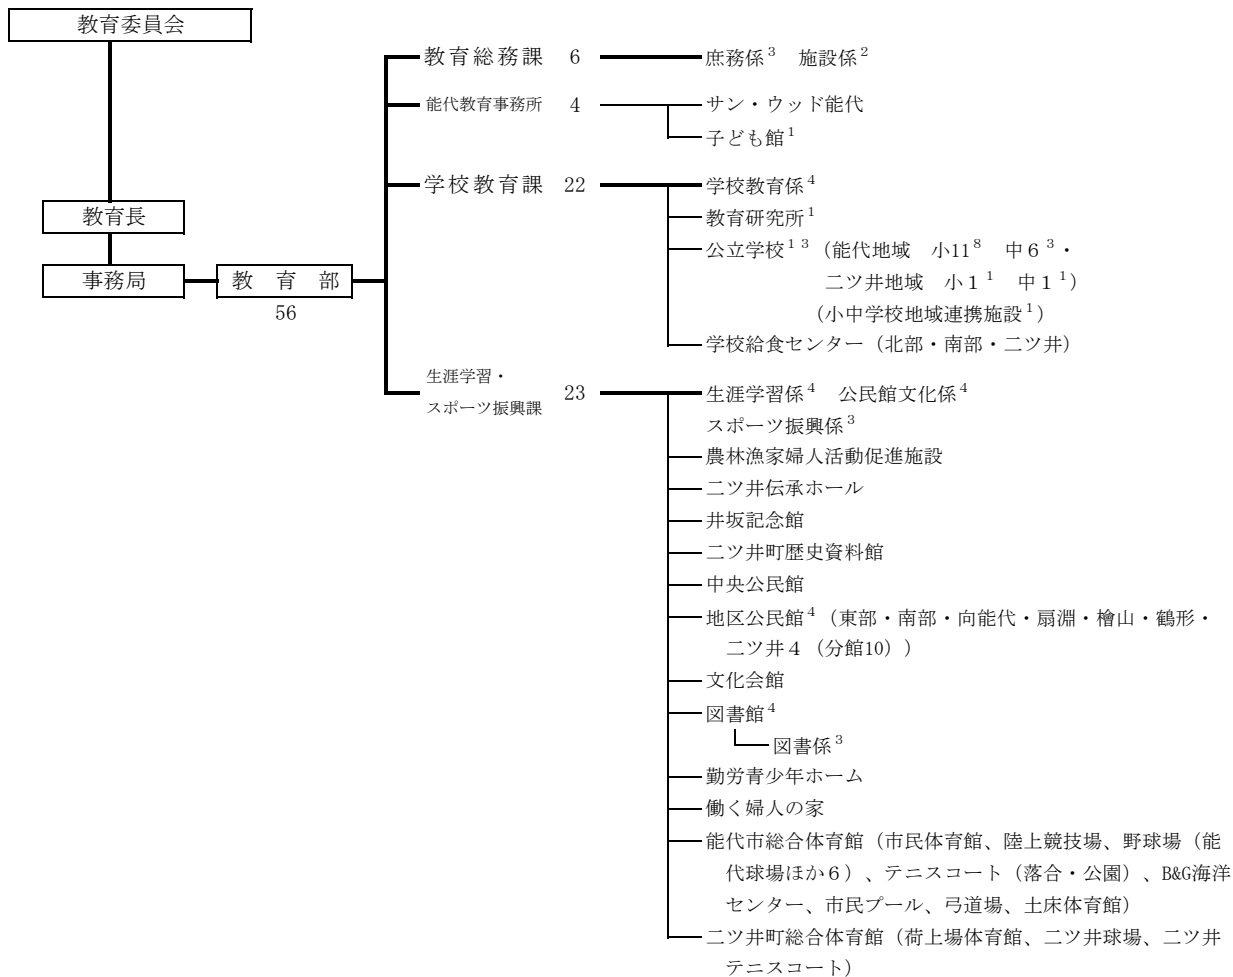 教育委員会
教育長
事務局
教　育　部
56
教育総務課　6　庶務係3　施設係2
能代教育事務所　4　サン・ウッド能代
子ども館1
学校教育課　22　学校教育係4
教育研究所1
公立学校13（能代地域　小118　中６3・
二ツ井地域　小１1　中１1）
（小中学校地域連携施設1）
学校給食センター（北部・南部・二ツ井）
生涯学習・
スポーツ振興課　23　生涯学習係4　公民館文化係4
スポーツ振興係3
農林漁家婦人活動促進施設
二ツ井伝承ホール
井坂記念館
二ツ井町歴史資料館
中央公民館
地区公民館4（東部・南部・向能代・扇淵・檜山・鶴形・
二ツ井４（分館10））
文化会館
図書館4
図書係3
勤労青少年ホーム
働く婦人の家
能代市総合体育館（市民体育館、陸上競技場、野球場（能
代球場ほか６）、テニスコート（落合・公園）、B&G海洋
センター、市民プール、弓道場、土床体育館）
二ツ井町総合体育館（荷上場体育館、二ツ井球場、二ツ井
テニスコート）